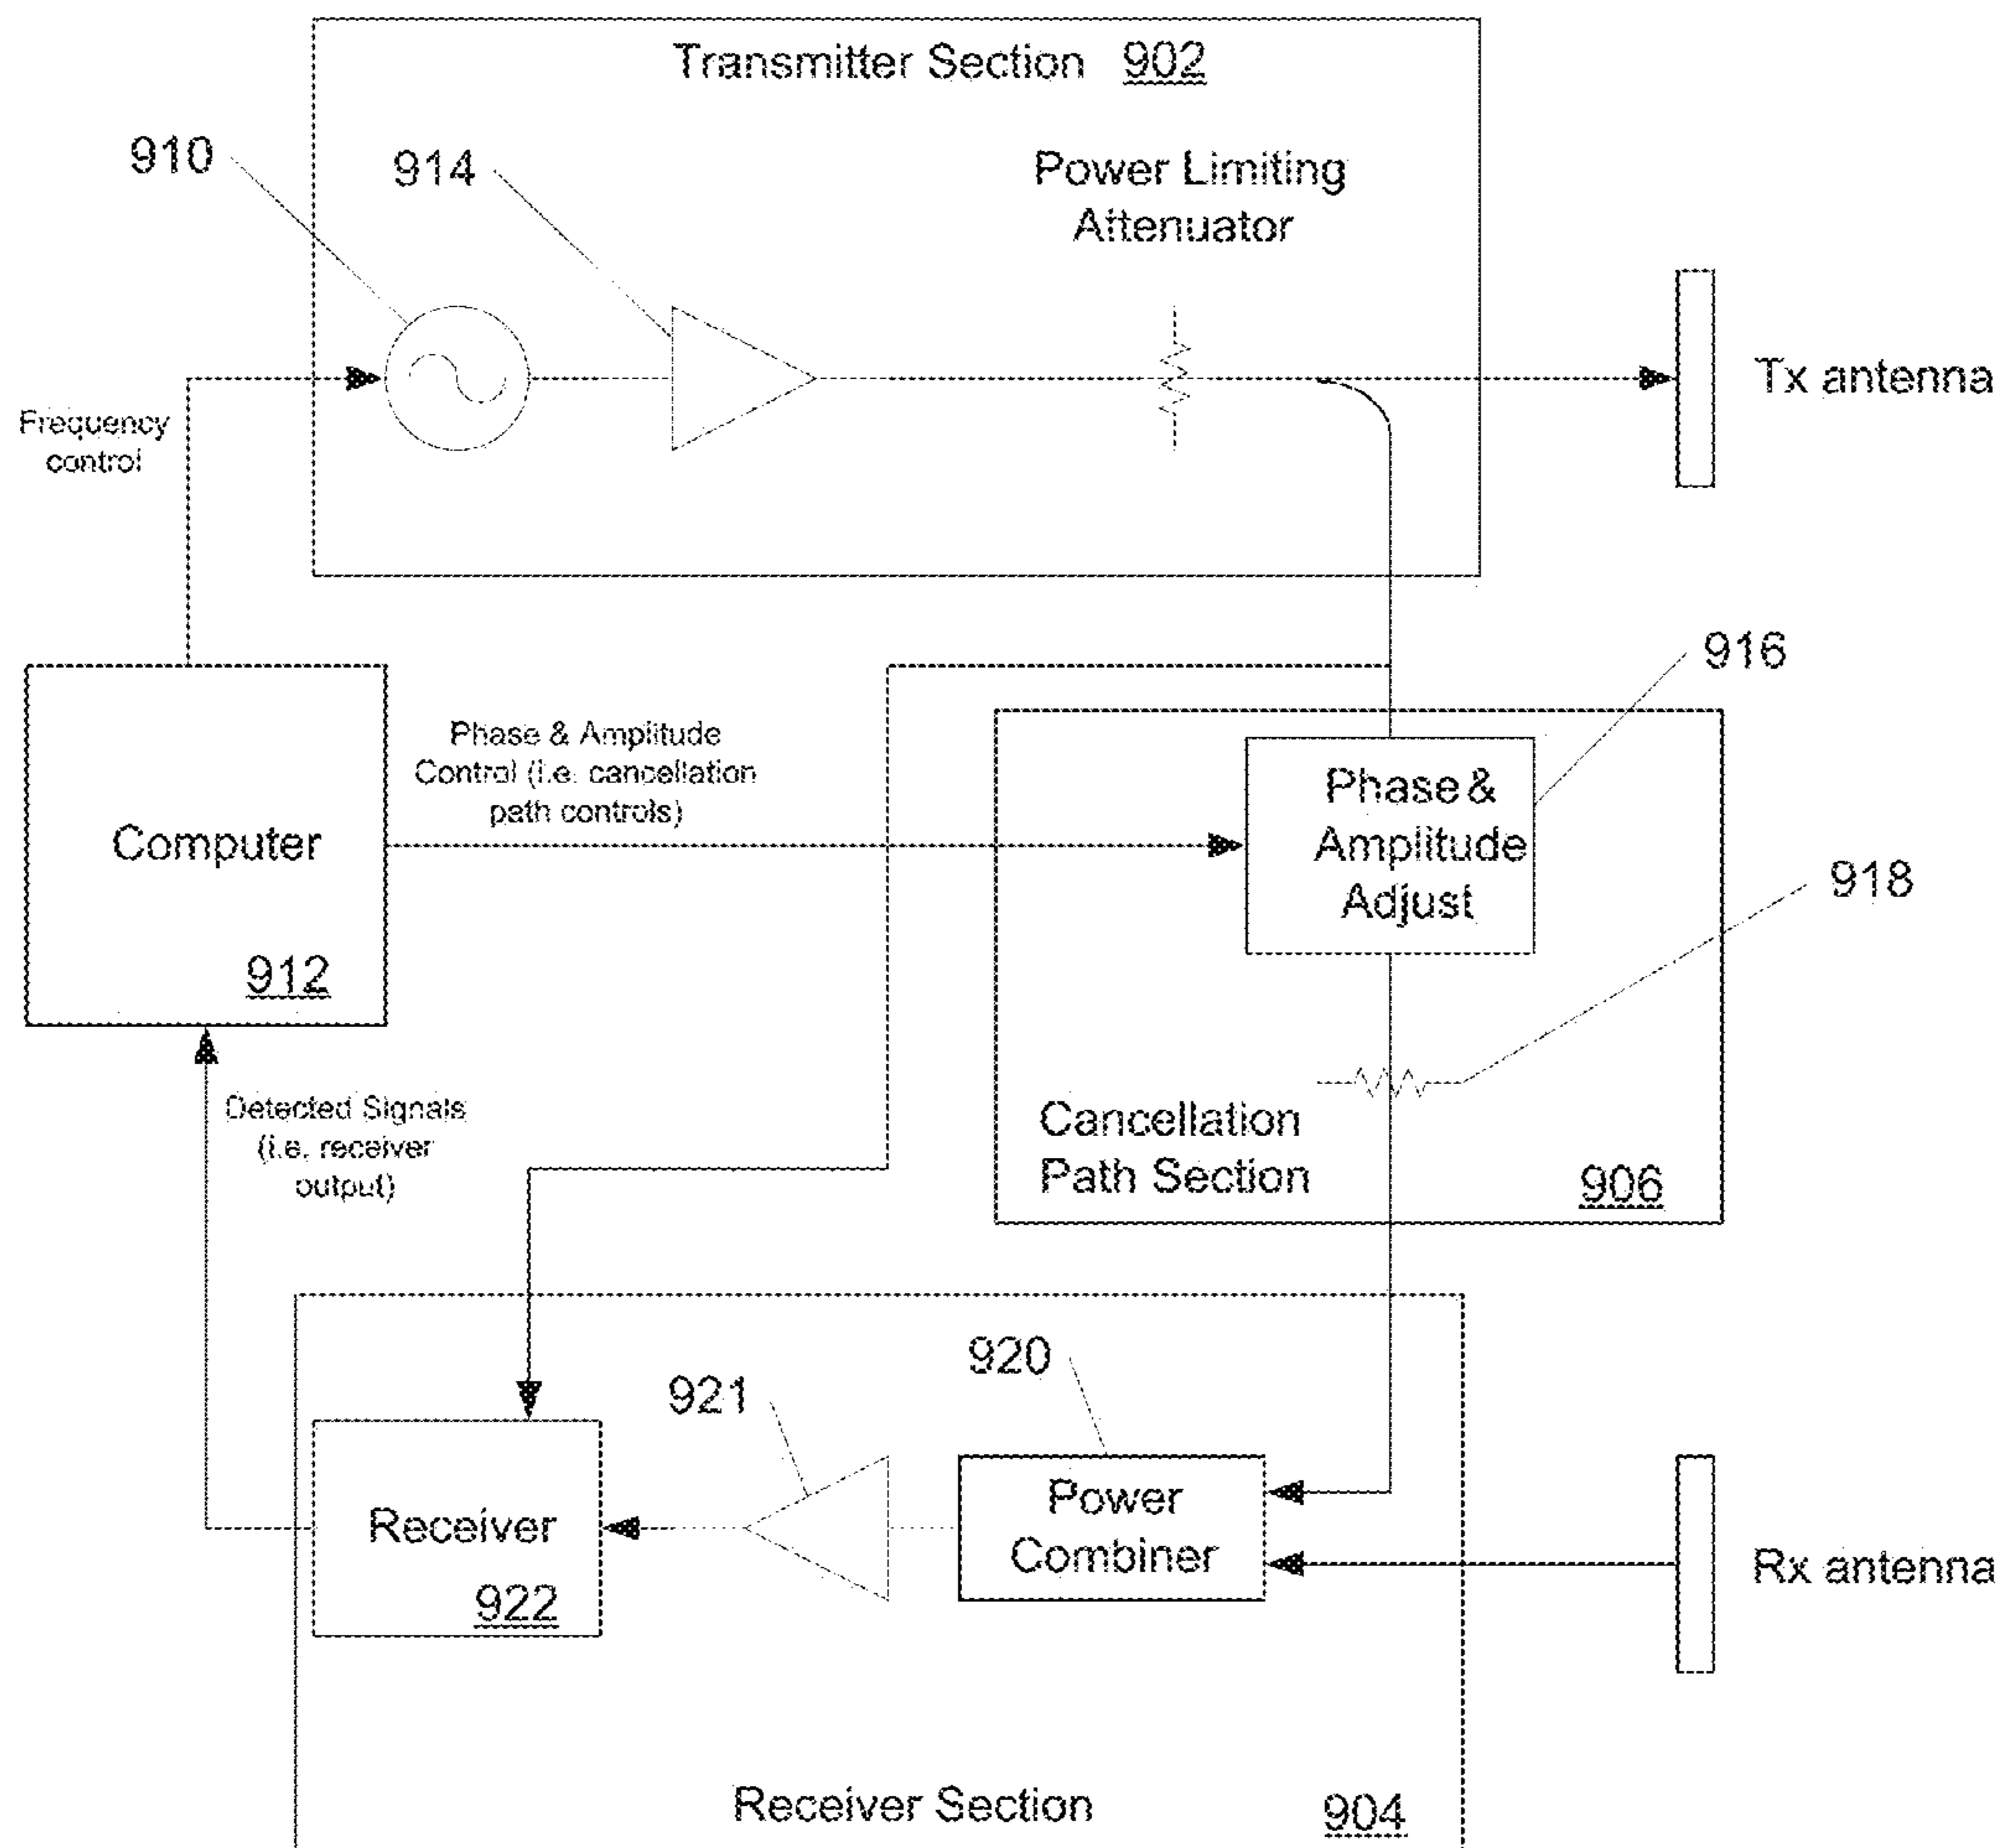 Transmitter Section 902
910
914
Power Limiting
Attenuator
Tx antenna
Frequency
control
916
Phase & Amplitude
Control (i.e. cancellation
path controls)
Phase &
Amplitude
Adjust
Computer
912
918
Detected Signals
(i.e. receiver
output)
Cancellation
Path Section
906
920
921
Power
Combiner
Receiver
922
Rx antenna
Receiver Section
904